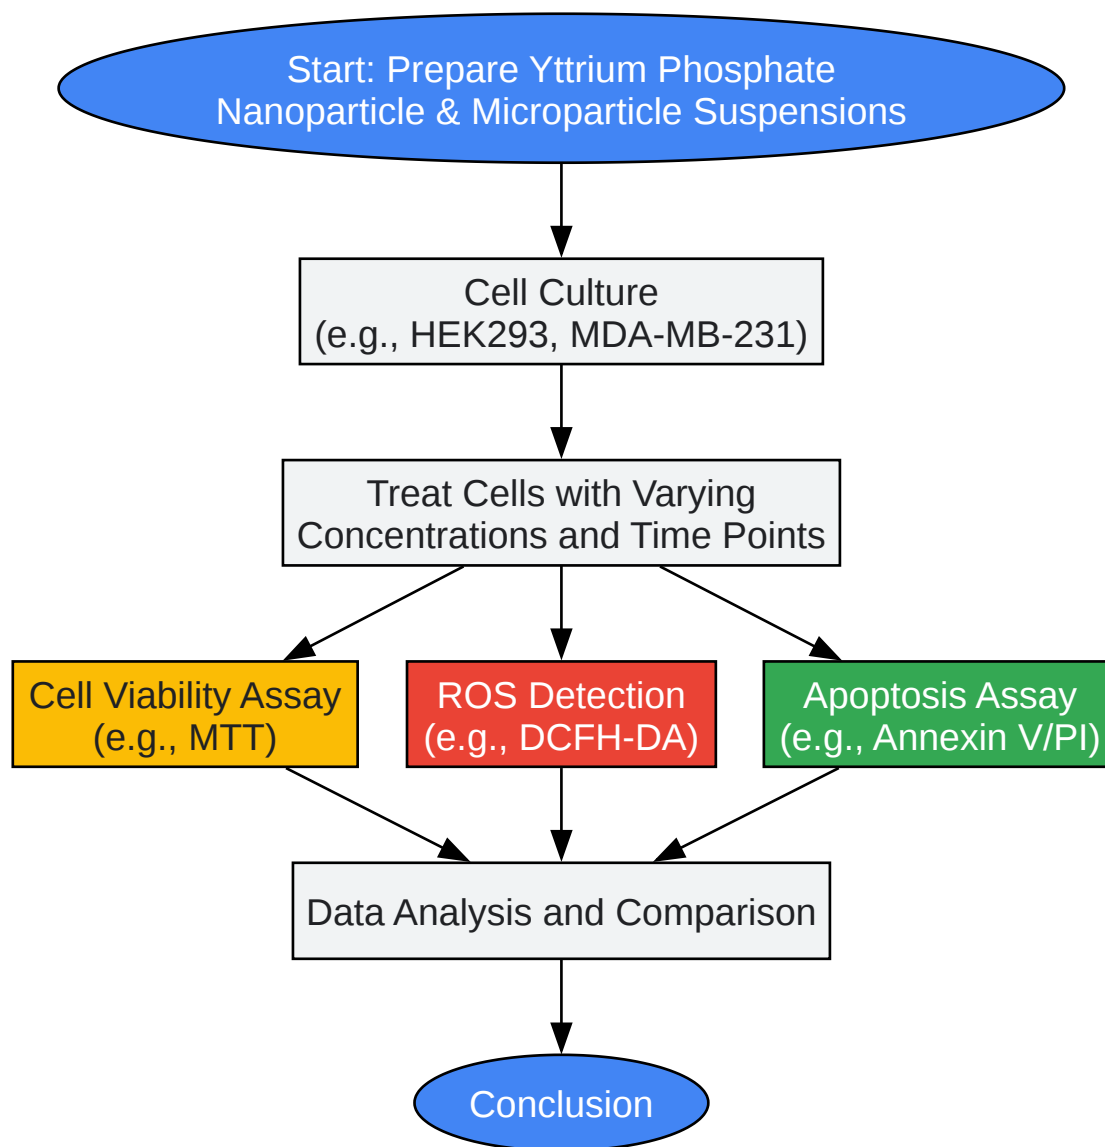 Start: Prepare Yttrium Phosphate
Nanoparticle & Microparticle Suspensions
Cell Culture
(e.g., HEK293, MDA-MB-231)
Treat Cells with Varying
Concentrations and Time Points
Cell Viability Assay
(e.g., MTT)
ROS Detection
(e.g., DCFH-DA)
Apoptosis Assay
(e.g., Annexin V/PI)
Data Analysis and Comparison
Conclusion